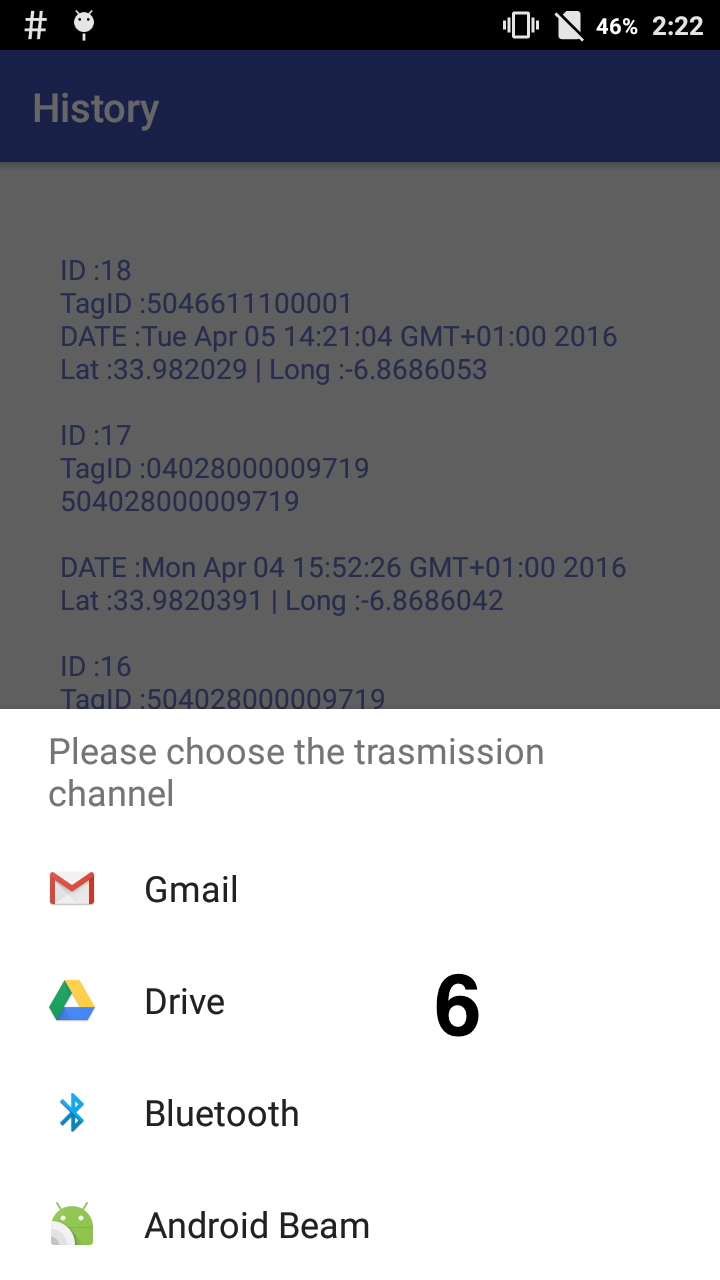 # 46% 2:22
History
ID :18
TagID :5046611100001
DATE :Tue Apr 05 14:21:04 GMT+01:00 2016
Lat :33.982029 | Long :-6.8686053
ID :17
TagID :04028000009719
504028000009719
DATE :Mon Apr 04 15:52:26 GMT+01:00 2016
Lat :33.9820391 | Long :-6.8686042
ID :16
TagID :504028000009719
Please choose the trasmission
channel
Gmail
Drive
6
Bluetooth
Android Beam